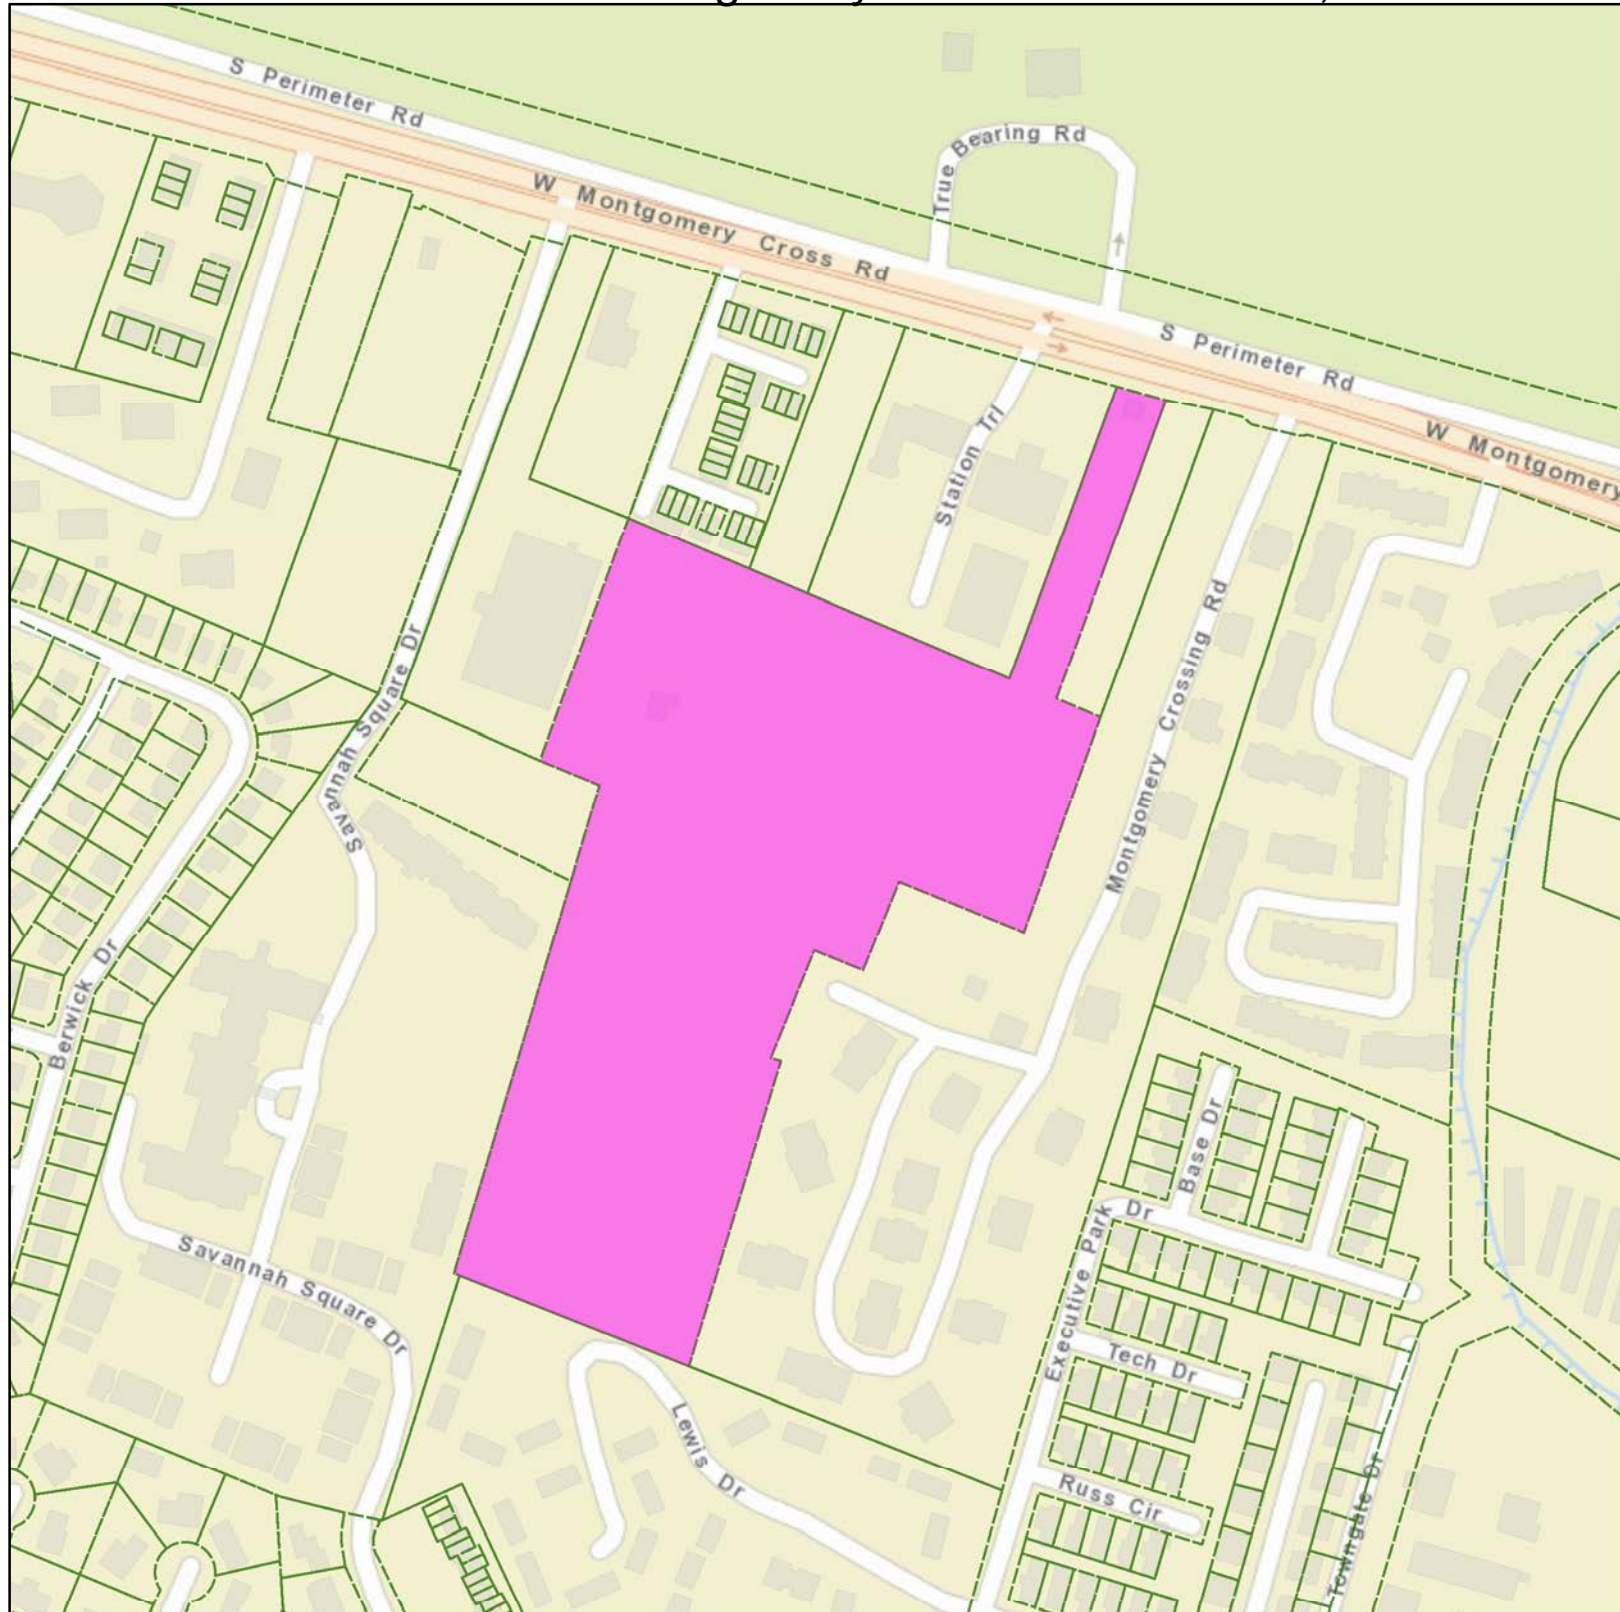 S Perimeter Rd
True Bearing Rd
W Montgomery Cross Rd
S Perimeter Rd
W Montgomery
Station Trl
Montgomery Crossing Rd
Savannah Square Dr
Savannah Square Dr
Berwick Dr
Base Dr
Executive Park Dr
Tech Dr
Lewis Dr
Russ Cir
Towngate Dr